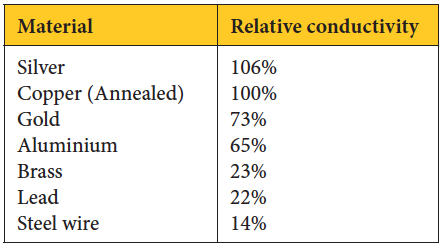 Material Relative conductivity
Silver 106%
Copper (Annealed) 100%
Gold 73%
Aluminium 65%
Brass 23%
Lead 22%
Steel wire 14%